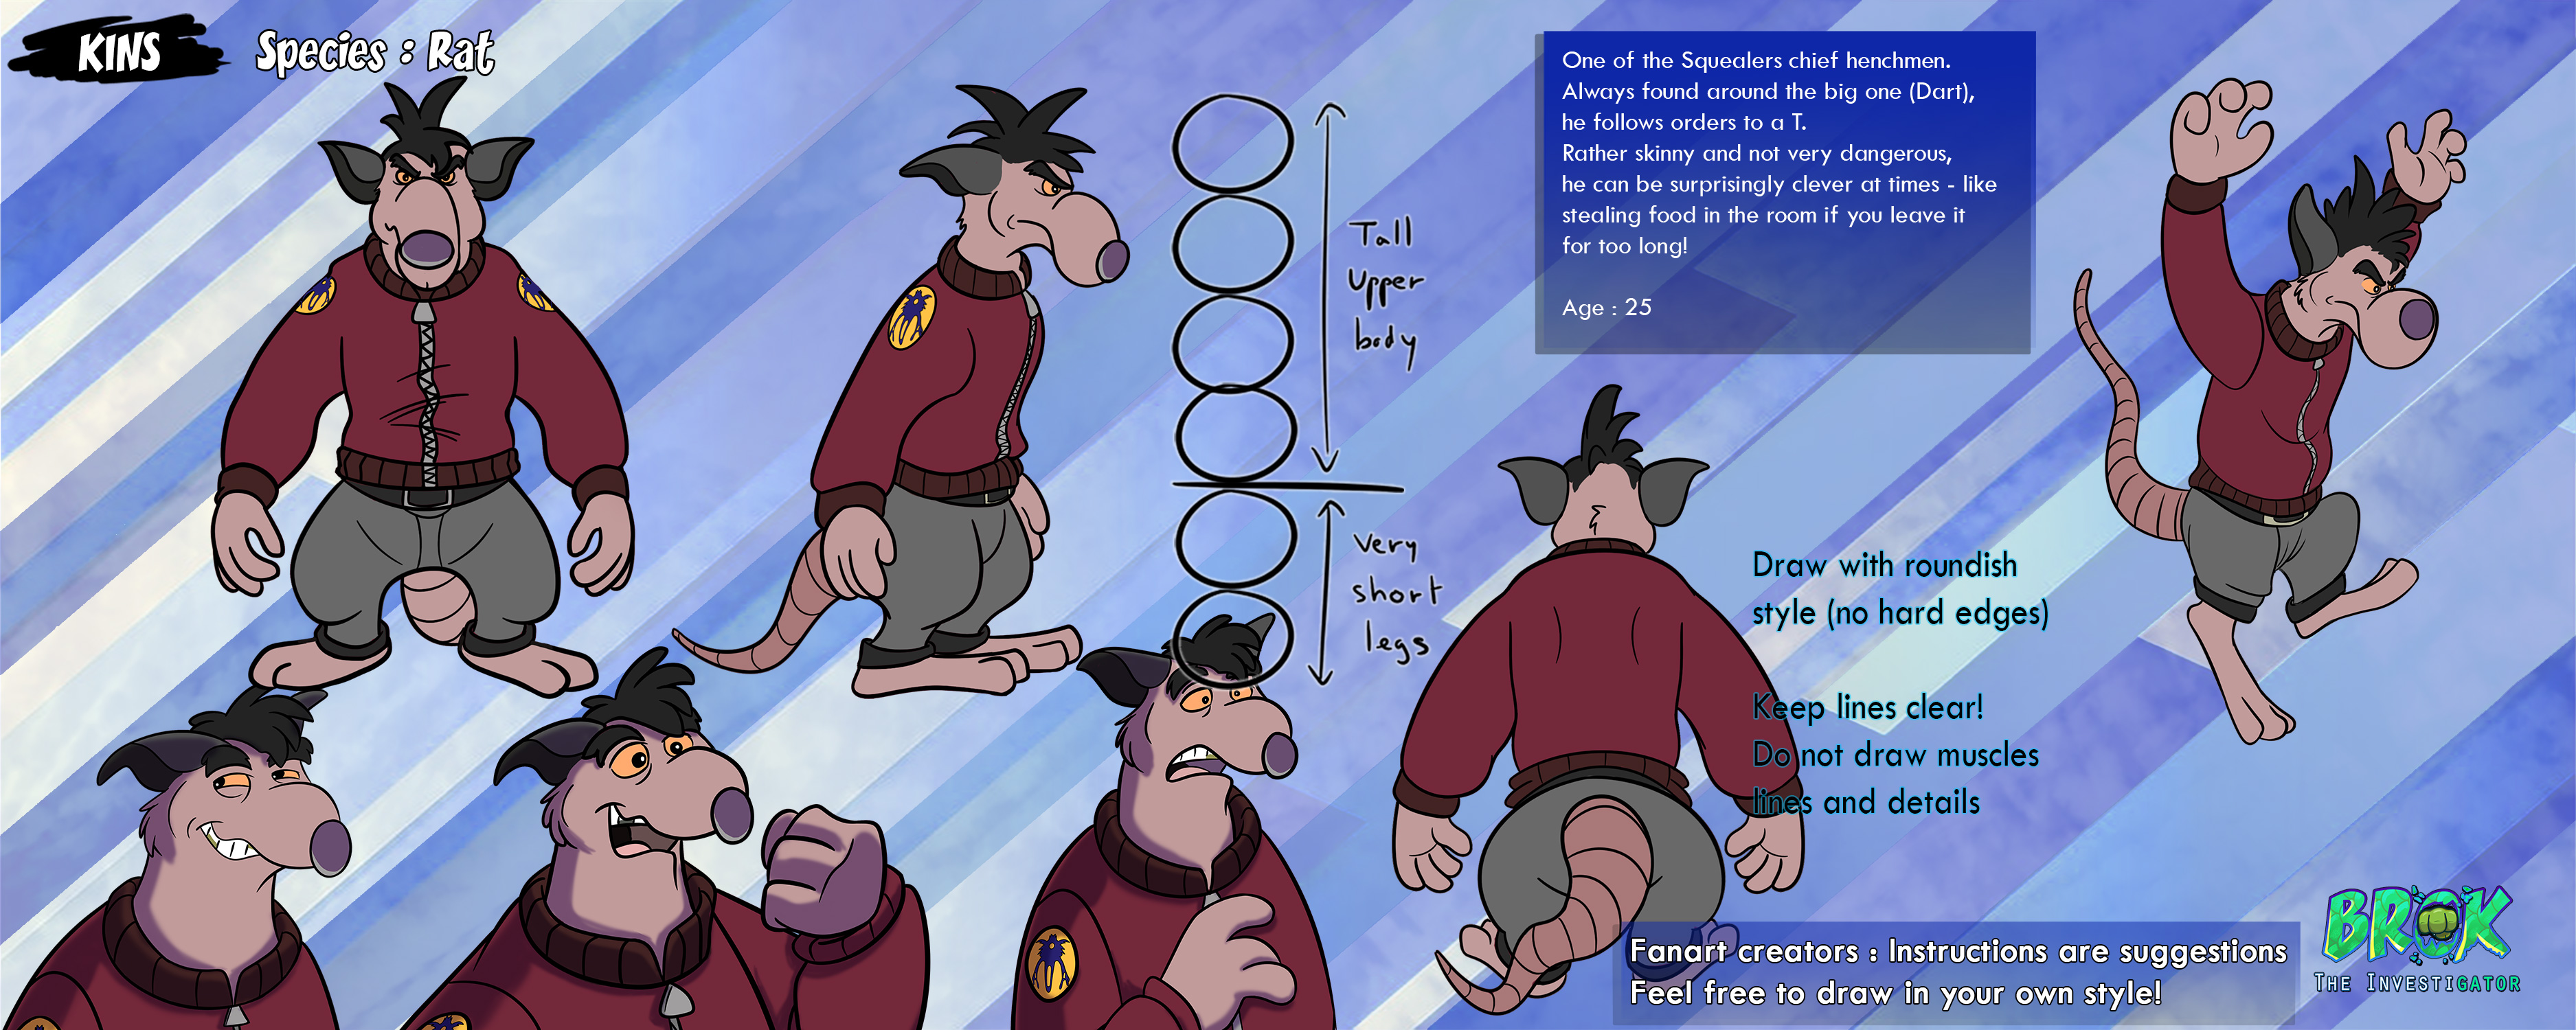 KINS
Species : Rat
One of the Squealers chief henchmen.
Always found around the big one (Dart),
he follows orders to a T.
Rather skinny and not very dangerous,
he can be surprisingly clever at times - like
stealing food in the room if you leave it
for too long!
Age : 25
Tall
Upper
body
Very
short
legs
Draw with roundish
style (no hard edges)
Keep lines clear!
Do not draw muscles
lines and details
Fanart creators : Instructions are suggestions
Feel free to draw in your own style!
BROK
THE INVESTIGATOR